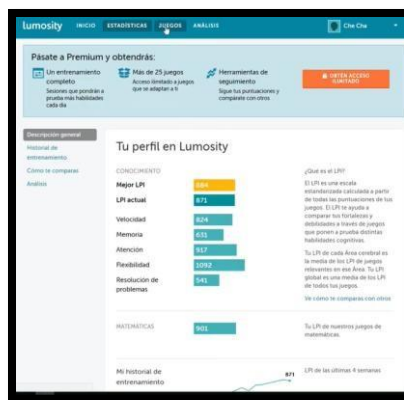 lumosity INICIO ESTADÍSTICAS JUEGOS ANÁLISIS Cha Cha
Pásate a Premium y obtendrás:
Un entrenamiento completo
Sesiones que pondrán a prueba más habilidades cada día
Más de 25 juegos
Acceso ilimitado a juegos que se adaptan a ti
Herramientas de seguimiento
Sigue tus puntuaciones y compárate con otros
OBTÉN ACCESO ILIMITADO
Descripción general
Historial de entrenamiento
Cómo te comparas
Análisis
Tu perfil en Lumosity
CONOCIMIENTO
Mejor LPI 884
LPI actual 871
Velocidad 824
Memoria 631
Atención 917
Flexibilidad 1092
Resolución de problemas 541
¿Qué es el LPI?
El LPI es una escala
estandarizada calculada a partir
de todas las puntuaciones de tus
juegos. El LPI te ayuda a
comparar tus fortalezas y
debilidades a través de juegos
que ponen a prueba distintas
habilidades cognitivas.
Tu LPI de cada Área cerebral es
la media de los LPI de juegos
relevantes en ese Área. Tu LPI
global es una media de los LPI
de todos tus juegos.
Ve cómo te comparas con otros
MATEMÁTICAS 901
Tu LPI de nuestros juegos de
matemáticas.
Mi historial de
entrenamiento
871
LPI de las últimas 4 semanas